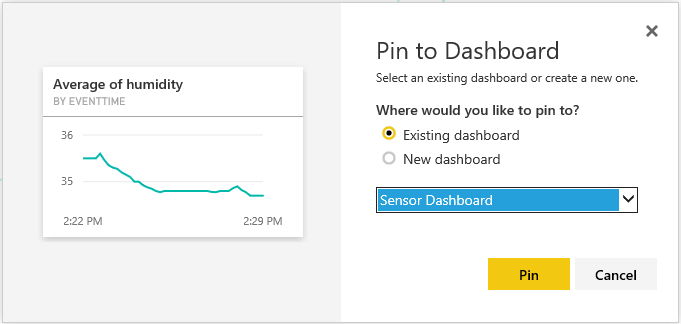 Average of humidity
BY EVENTTIME
36
35
2:22 PM 2:29 PM
Pin to Dashboard
Select an existing dashboard or create a new one.
Where would you like to pin to?
Existing dashboard
New dashboard
Sensor Dashboard
Pin Cancel